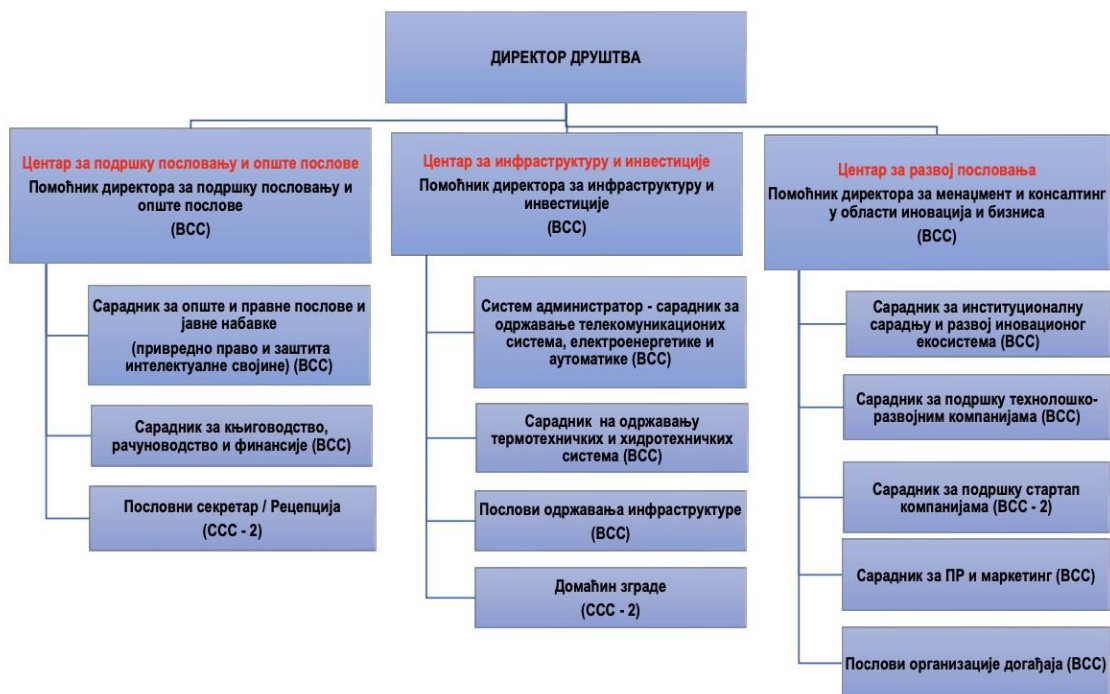 ДИРЕКТОР ДРУШТВА
Центар за подршку пословању и опште послове
Помоћник директора за подршку пословању и
опште послове
(ВСС)
Сарадник за опште и правне послове и
јавне набавке
(привредно право и заштита
интелектуалне својине) (ВСС)
Сарадник за књиговодство,
рачуноводство и финансије (ВСС)
Пословни секретар / Рецепција
(ССС - 2)
Центар за инфраструктуру и инвестиције
Помоћник директора за инфраструктуру и
инвестиције
(ВСС)
Систем администратор - сарадник за
одржавање телекомуникационих
система, електроенергетике и
аутоматике (ВСС)
Сарадник на одржавању
термотехничких и хидротехничких
система (ВСС)
Послови одржавања инфраструктуре
(ВСС)
Домаћин зграде
(ССС - 2)
Центар за развој пословања
Помоћник директора за менаџмент и консалтинг
у области иновација и бизниса
(ВСС)
Сарадник за институционалну
сарадњу и развој иновационог
екосистема (ВСС)
Сарадник за подршку технолошко-
развојним компанијама (ВСС)
Сарадник за подршку стартап
компанијама (ВСС - 2)
Сарадник за ПР и маркетинг (ВСС)
Послови организације догађаја (ВСС)